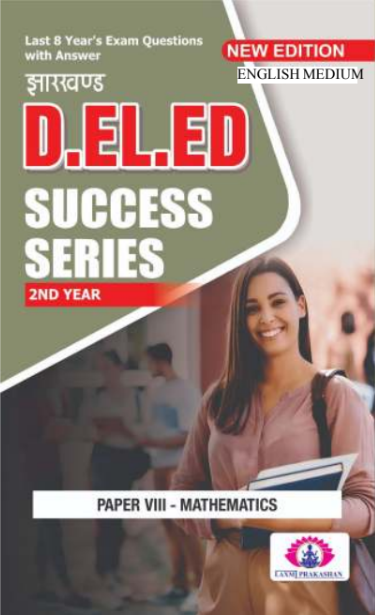 Last 8 Year's Exam Questions
with Answer
NEW EDITION
ENGLISH MEDIUM
झारखण्ड
D.EL.ED
SUCCESS
SERIES
2ND YEAR
PAPER VIII - MATHEMATICS
LAXMI PRAKASHAN